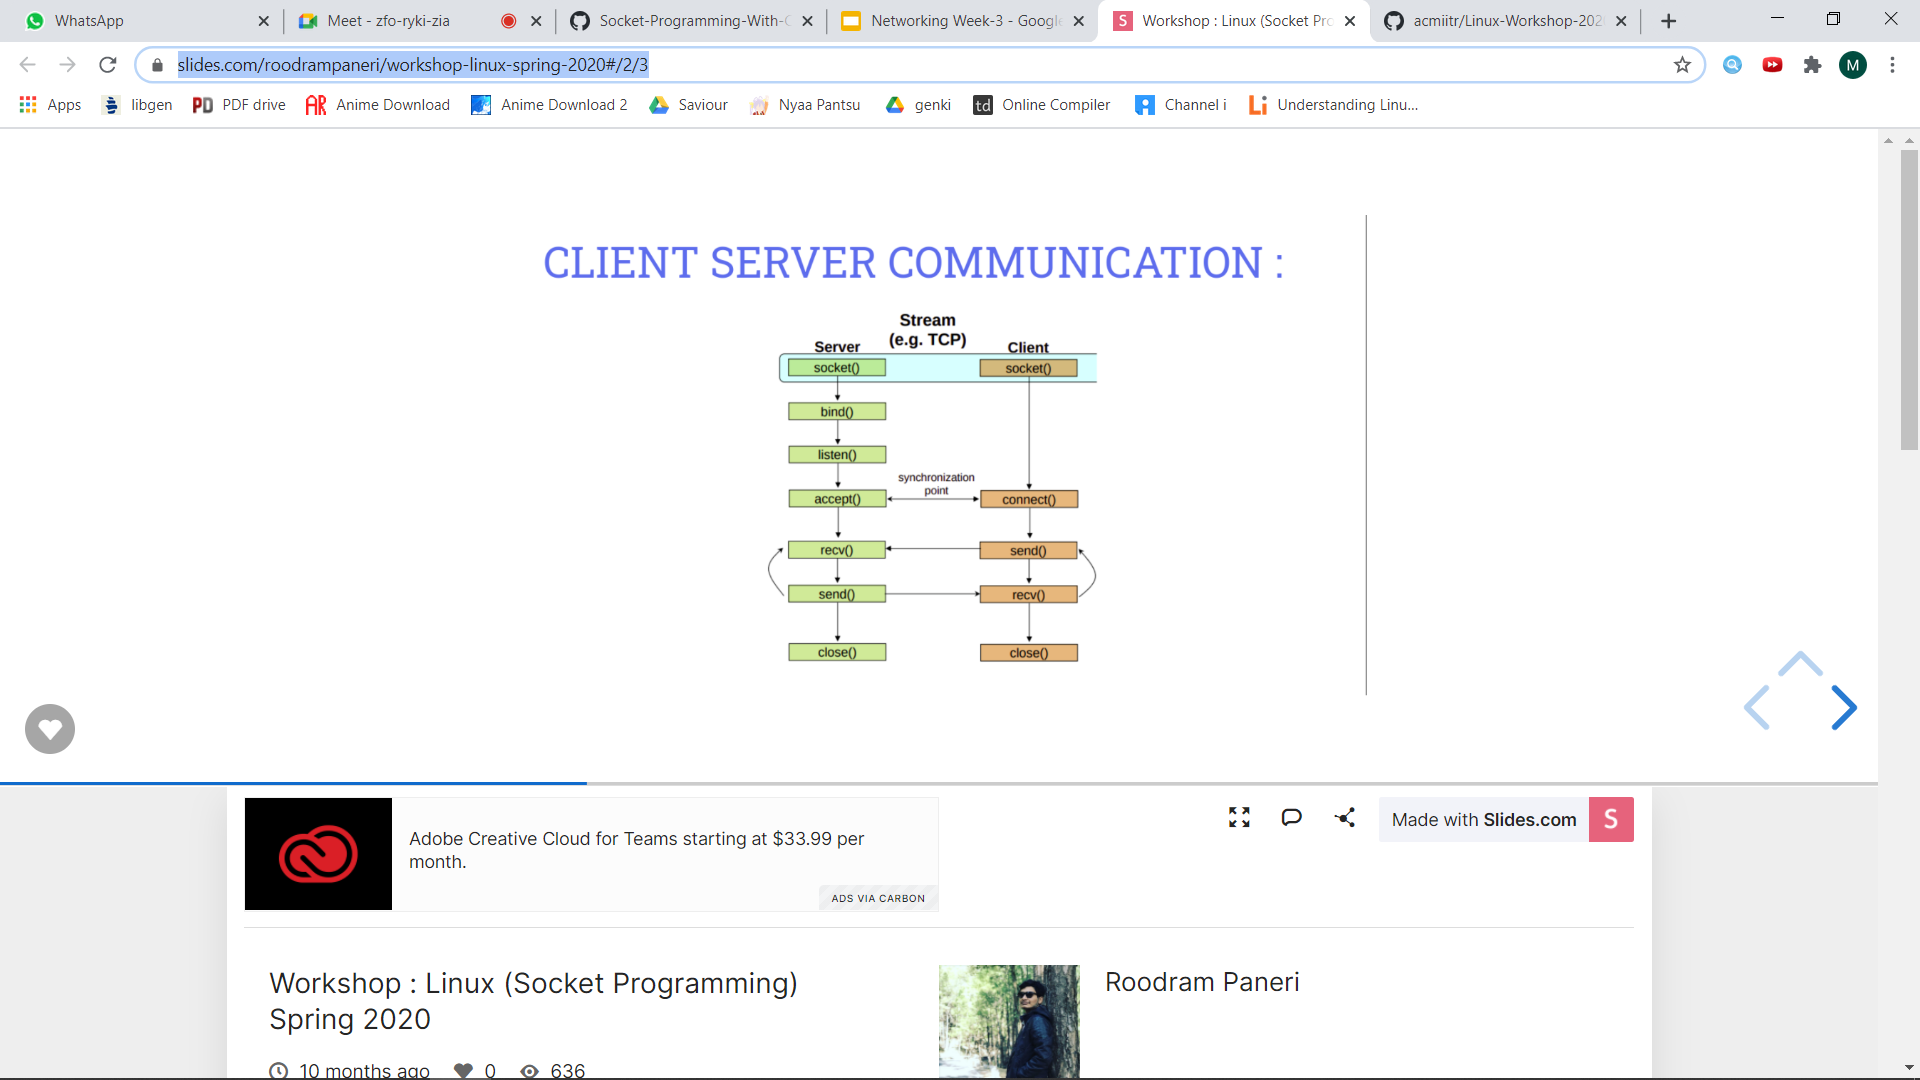 WhatsApp
Meet - zfo-ryki-zia
Socket-Programming-With-C
Networking Week-3 - Google
Workshop : Linux (Socket Pro
acmiitr/Linux-Workshop-202
slides.com/roodrampaneri/workshop-linux-spring-2020#/2/3
M
Apps
libgen
PD PDF drive
AR Anime Download
Anime Download 2
Saviour
Nyaa Pantsu
genki
td Online Compiler
Channel i
Li Understanding Linu...
CLIENT SERVER COMMUNICATION :
Stream
(e.g. TCP)
Server
Client
socket()
socket()
bind()
listen()
synchronization
point
accept()
connect()
recv()
send()
send()
recv()
close()
close()
Adobe Creative Cloud for Teams starting at $33.99 per
month.
ADS VIA CARBON
Made with Slides.com
S
Workshop : Linux (Socket Programming)
Spring 2020
Roodram Paneri
10 months ago
0
636